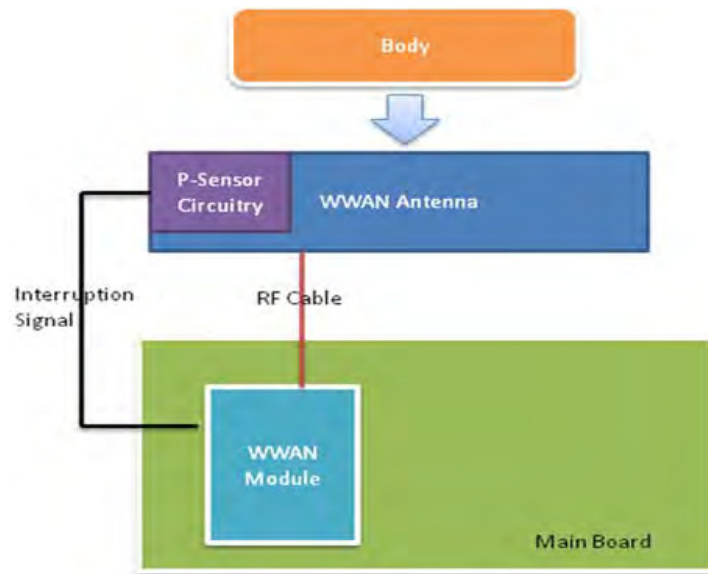 Body
P-Sensor
Circuitry
WWAN Antenna
Interruption
Signal
RF Cable
WWAN
Module
Main Board